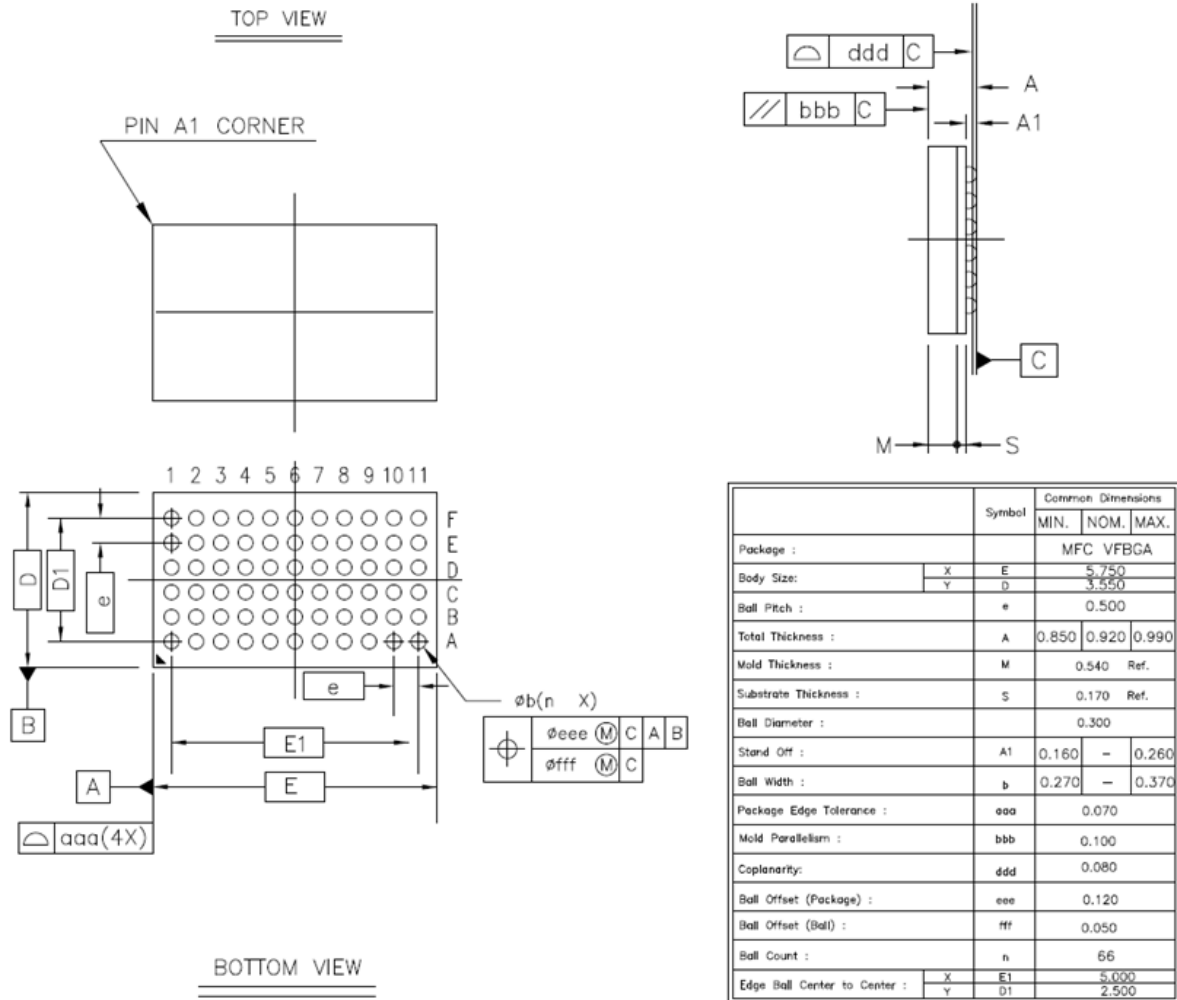 TOP VIEW
PIN A1 CORNER
ddd C
// bbb C
A
A1
C
M S
1 2 3 4 5 6 7 8 9 10 11
F
E
D
C
B
A
D
D1
e
e
E1
E
B
A
aaa(4X)
øb(n X)
øeee Ⓜ C A B
øfff Ⓜ C
BOTTOM VIEW
Symbol Common Dimensions
MIN. NOM. MAX.
Package : MFC VFBGA
Body Size: X E 5.750
Y D 3.550
Ball Pitch : e 0.500
Total Thickness : A 0.850 0.920 0.990
Mold Thickness : M 0.540 Ref.
Substrate Thickness : S 0.170 Ref.
Ball Diameter : 0.300
Stand Off : A1 0.160 – 0.260
Ball Width : b 0.270 – 0.370
Package Edge Tolerance : aaa 0.070
Mold Parallelism : bbb 0.100
Coplanarity: ddd 0.080
Ball Offset (Package) : eee 0.120
Ball Offset (Ball) : fff 0.050
Ball Count : n 66
Edge Ball Center to Center : X E1 5.000
Y D1 2.500